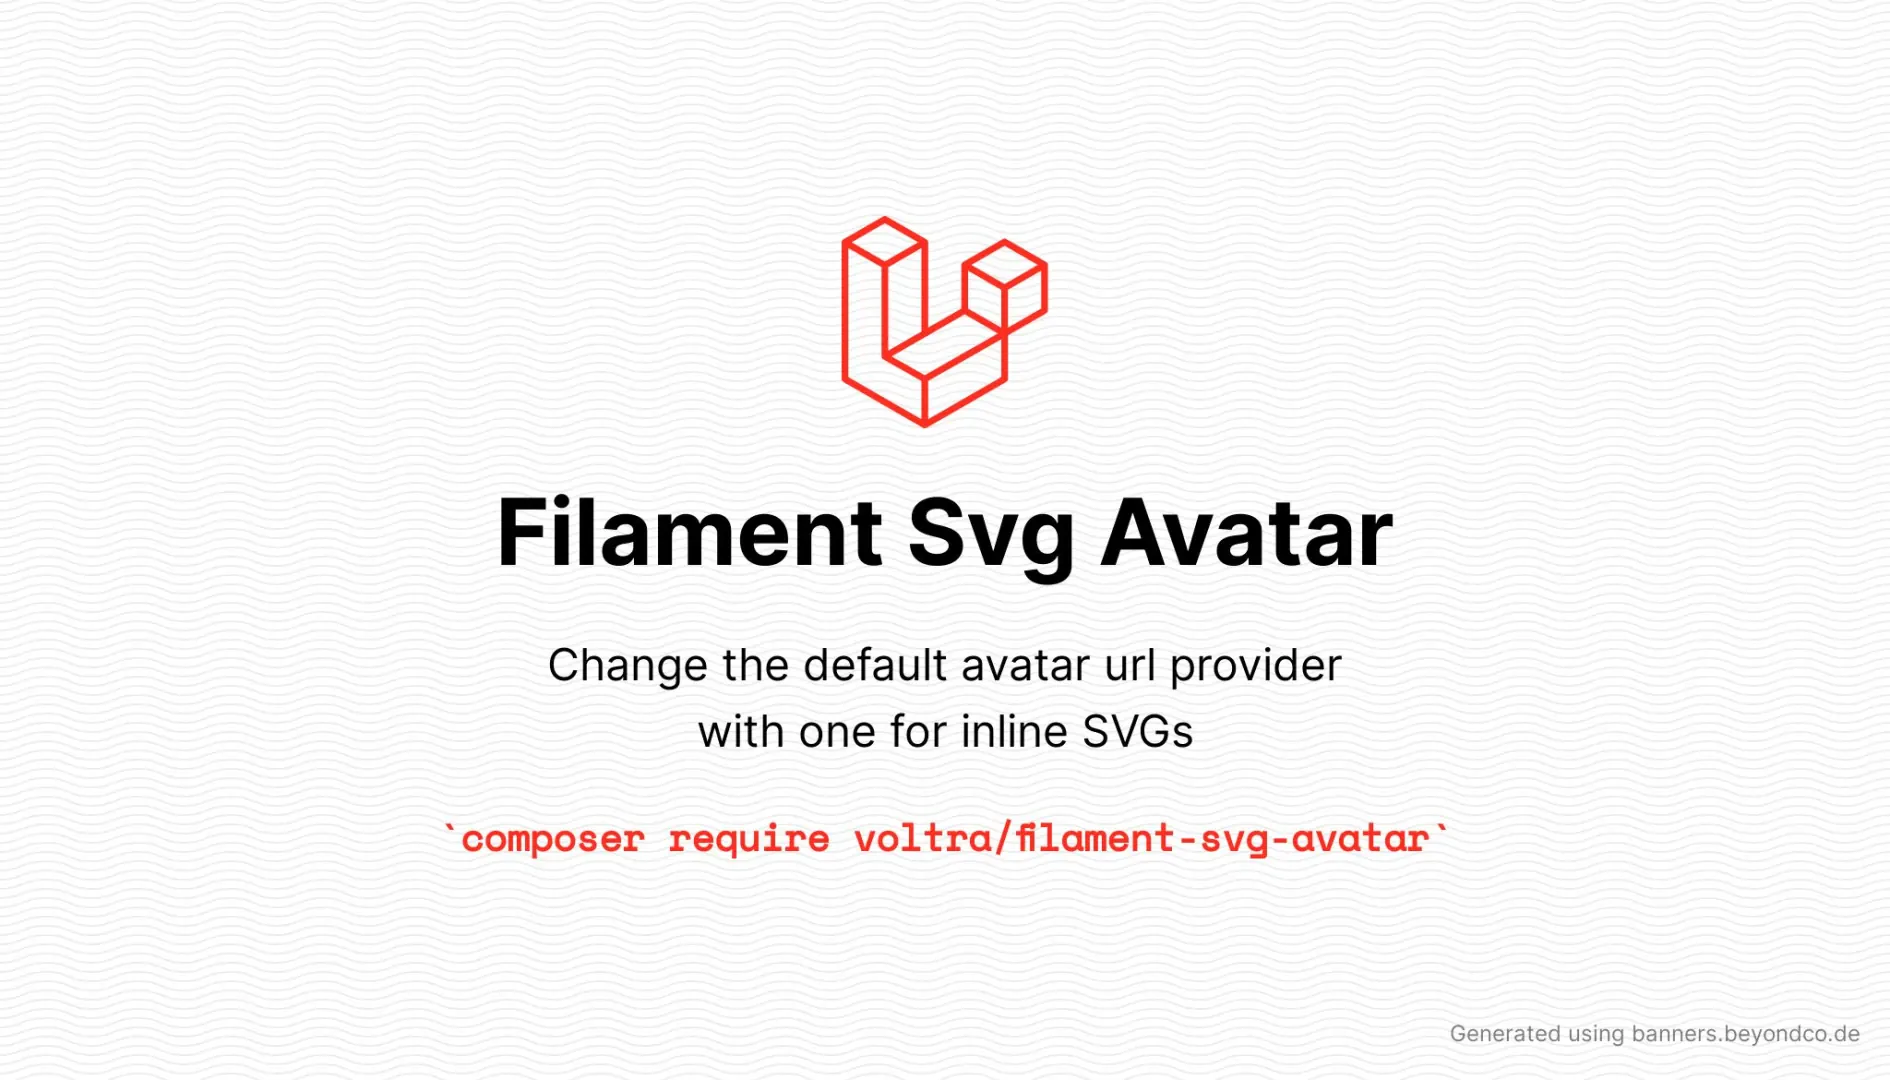 Filament Svg Avatar
Change the default avatar url provider
with one for inline SVGs
`composer require voltra/filament-svg-avatar`
Generated using banners.beyondco.de